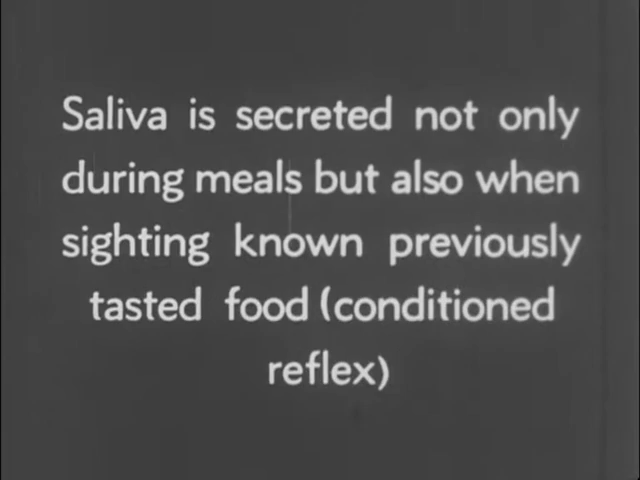 Saliva is secreted not only
during meals but also when
sighting known previously
tasted food (conditioned
reflex)